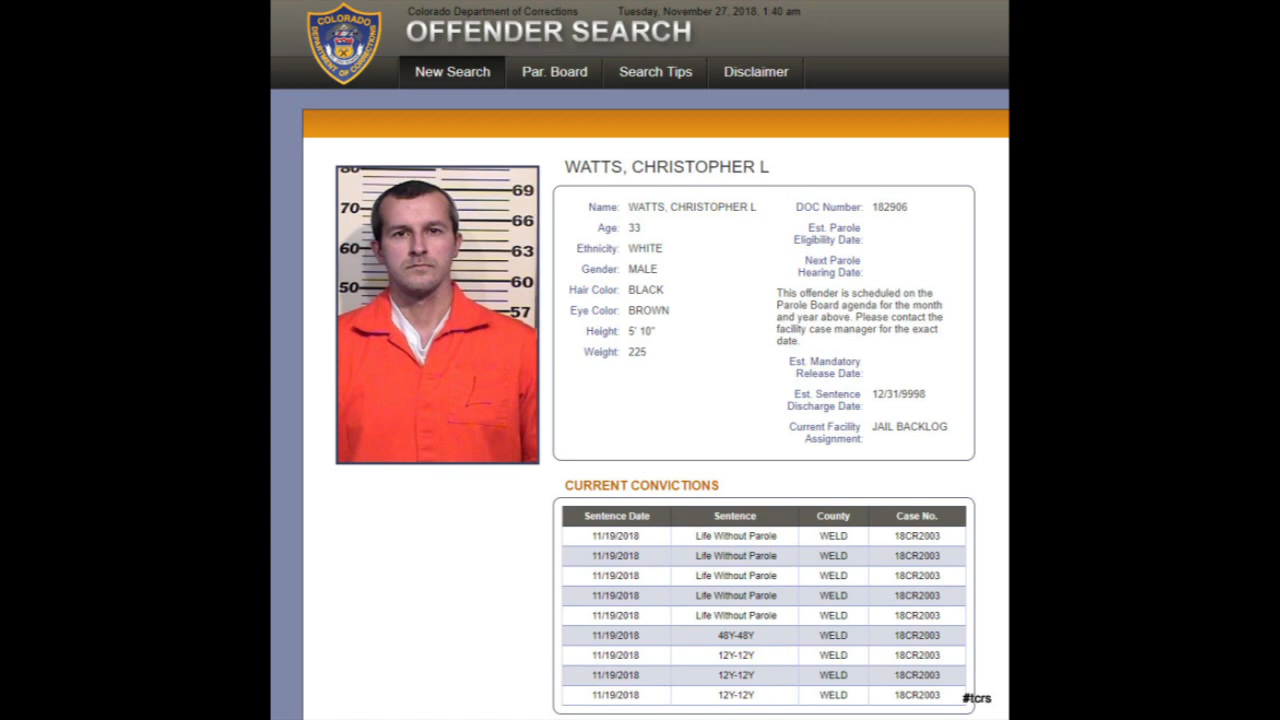 Colorado Department of Corrections Tuesday, November 27, 2018, 1:40 am
OFFENDER SEARCH
COLORADO
DEPARTMENT OF CORRECTIONS
New Search Par. Board Search Tips Disclaimer
WATTS, CHRISTOPHER L
80
70
60
50
69
66
63
60
57
Name: WATTS, CHRISTOPHER L
Age: 33
Ethnicity: WHITE
Gender: MALE
Hair Color: BLACK
Eye Color: BROWN
Height: 5' 10"
Weight: 225
DOC Number: 182906
Est. Parole
Eligibility Date:
Next Parole
Hearing Date:
This offender is scheduled on the
Parole Board agenda for the month
and year above. Please contact the
facility case manager for the exact
date.
Est. Mandatory
Release Date:
Est. Sentence 12/31/9998
Discharge Date:
Current Facility JAIL BACKLOG
Assignment:
CURRENT CONVICTIONS
Sentence Date Sentence County Case No.
11/19/2018 Life Without Parole WELD 18CR2003
11/19/2018 Life Without Parole WELD 18CR2003
11/19/2018 Life Without Parole WELD 18CR2003
11/19/2018 Life Without Parole WELD 18CR2003
11/19/2018 Life Without Parole WELD 18CR2003
11/19/2018 48Y-48Y WELD 18CR2003
11/19/2018 12Y-12Y WELD 18CR2003
11/19/2018 12Y-12Y WELD 18CR2003
11/19/2018 12Y-12Y WELD 18CR2003
#tcrs